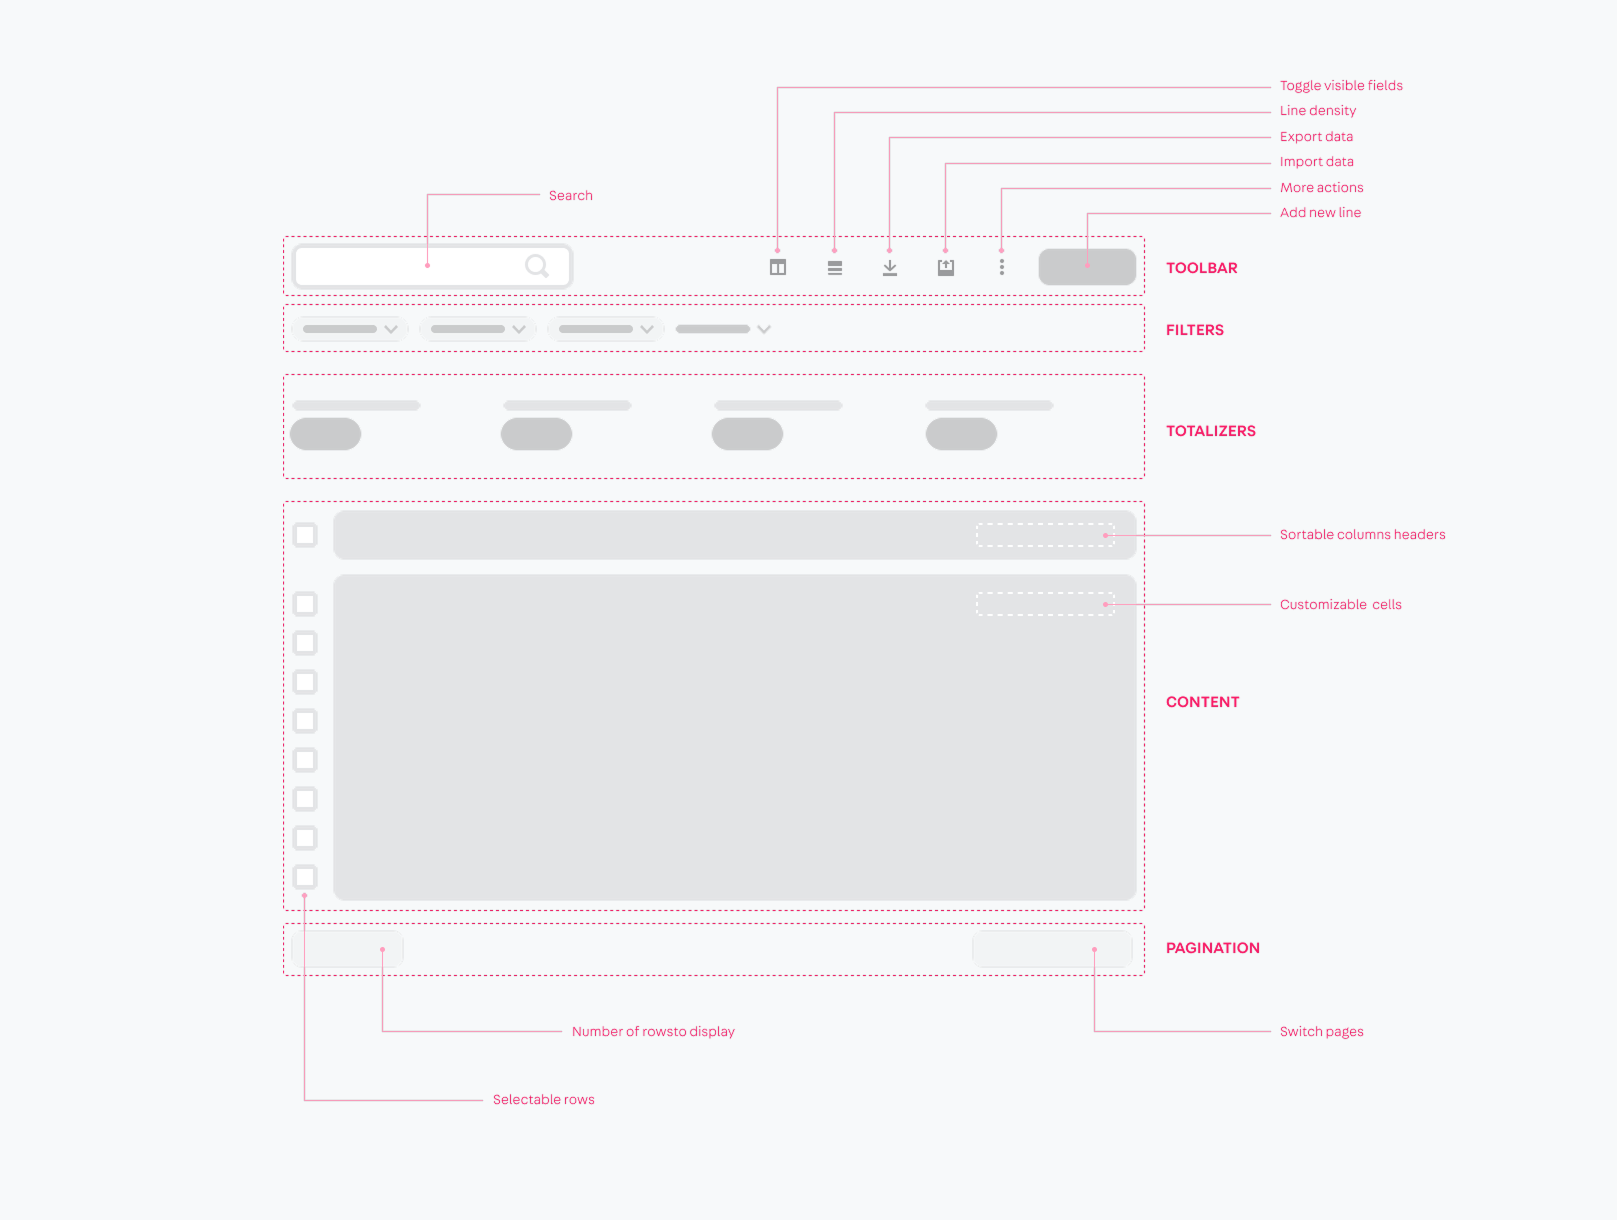 Toggle visible fields
Line density
Export data
Import data
More actions
Search
Add new line
TOOLBAR
FILTERS
TOTALIZERS
Sortable columns headers
Customizable cells
CONTENT
PAGINATION
Number of rowsto display
Switch pages
Selectable rows